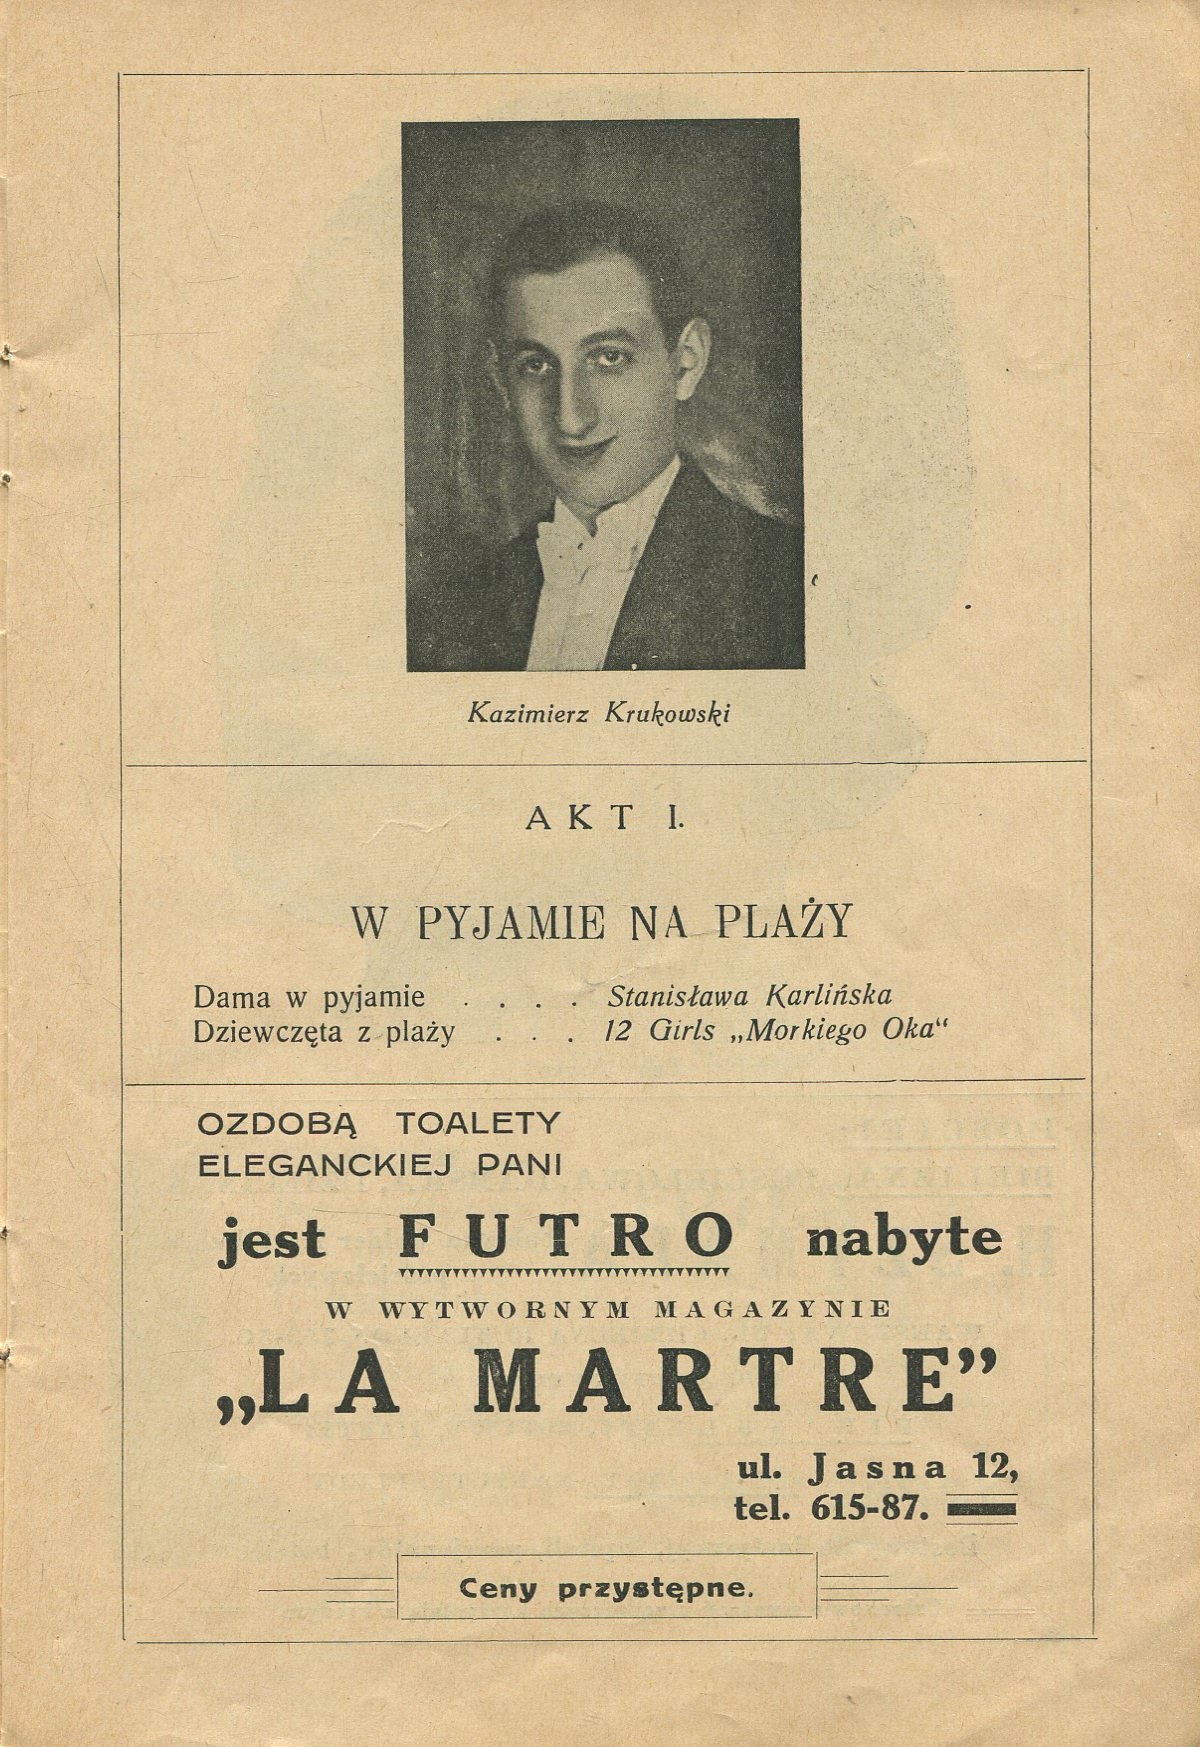 Kazimierz Krukowski
AKT I.
W PYJAMIE NA PLAŻY
Dama w pyjamie . . . . Stanisława Karlińska
Dziewczęta z plaży . . . 12 Girls „Morkiego Oka“
OZDOBĄ TOALETY
ELEGANCKIEJ PANI
jest FUTRO nabyte
W WYTWORNYM MAGAZYNIE
„LA MARTRE”
ul. Jasna 12,
tel. 615-87.
Ceny przystępne.